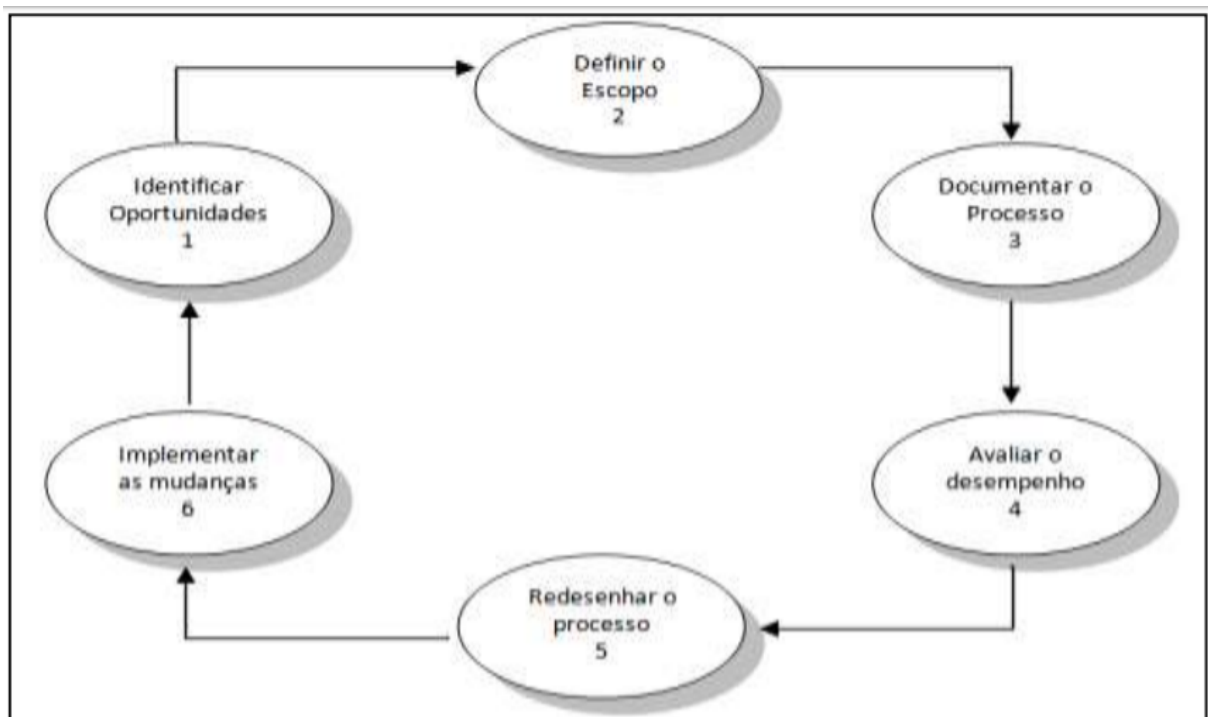 Identificar
Oportunidades
1
Definir o
Escopo
2
Documentar o
Processo
3
Avaliar o
desempenho
4
Redesenhar o
processo
5
Implementar
as mudanças
6